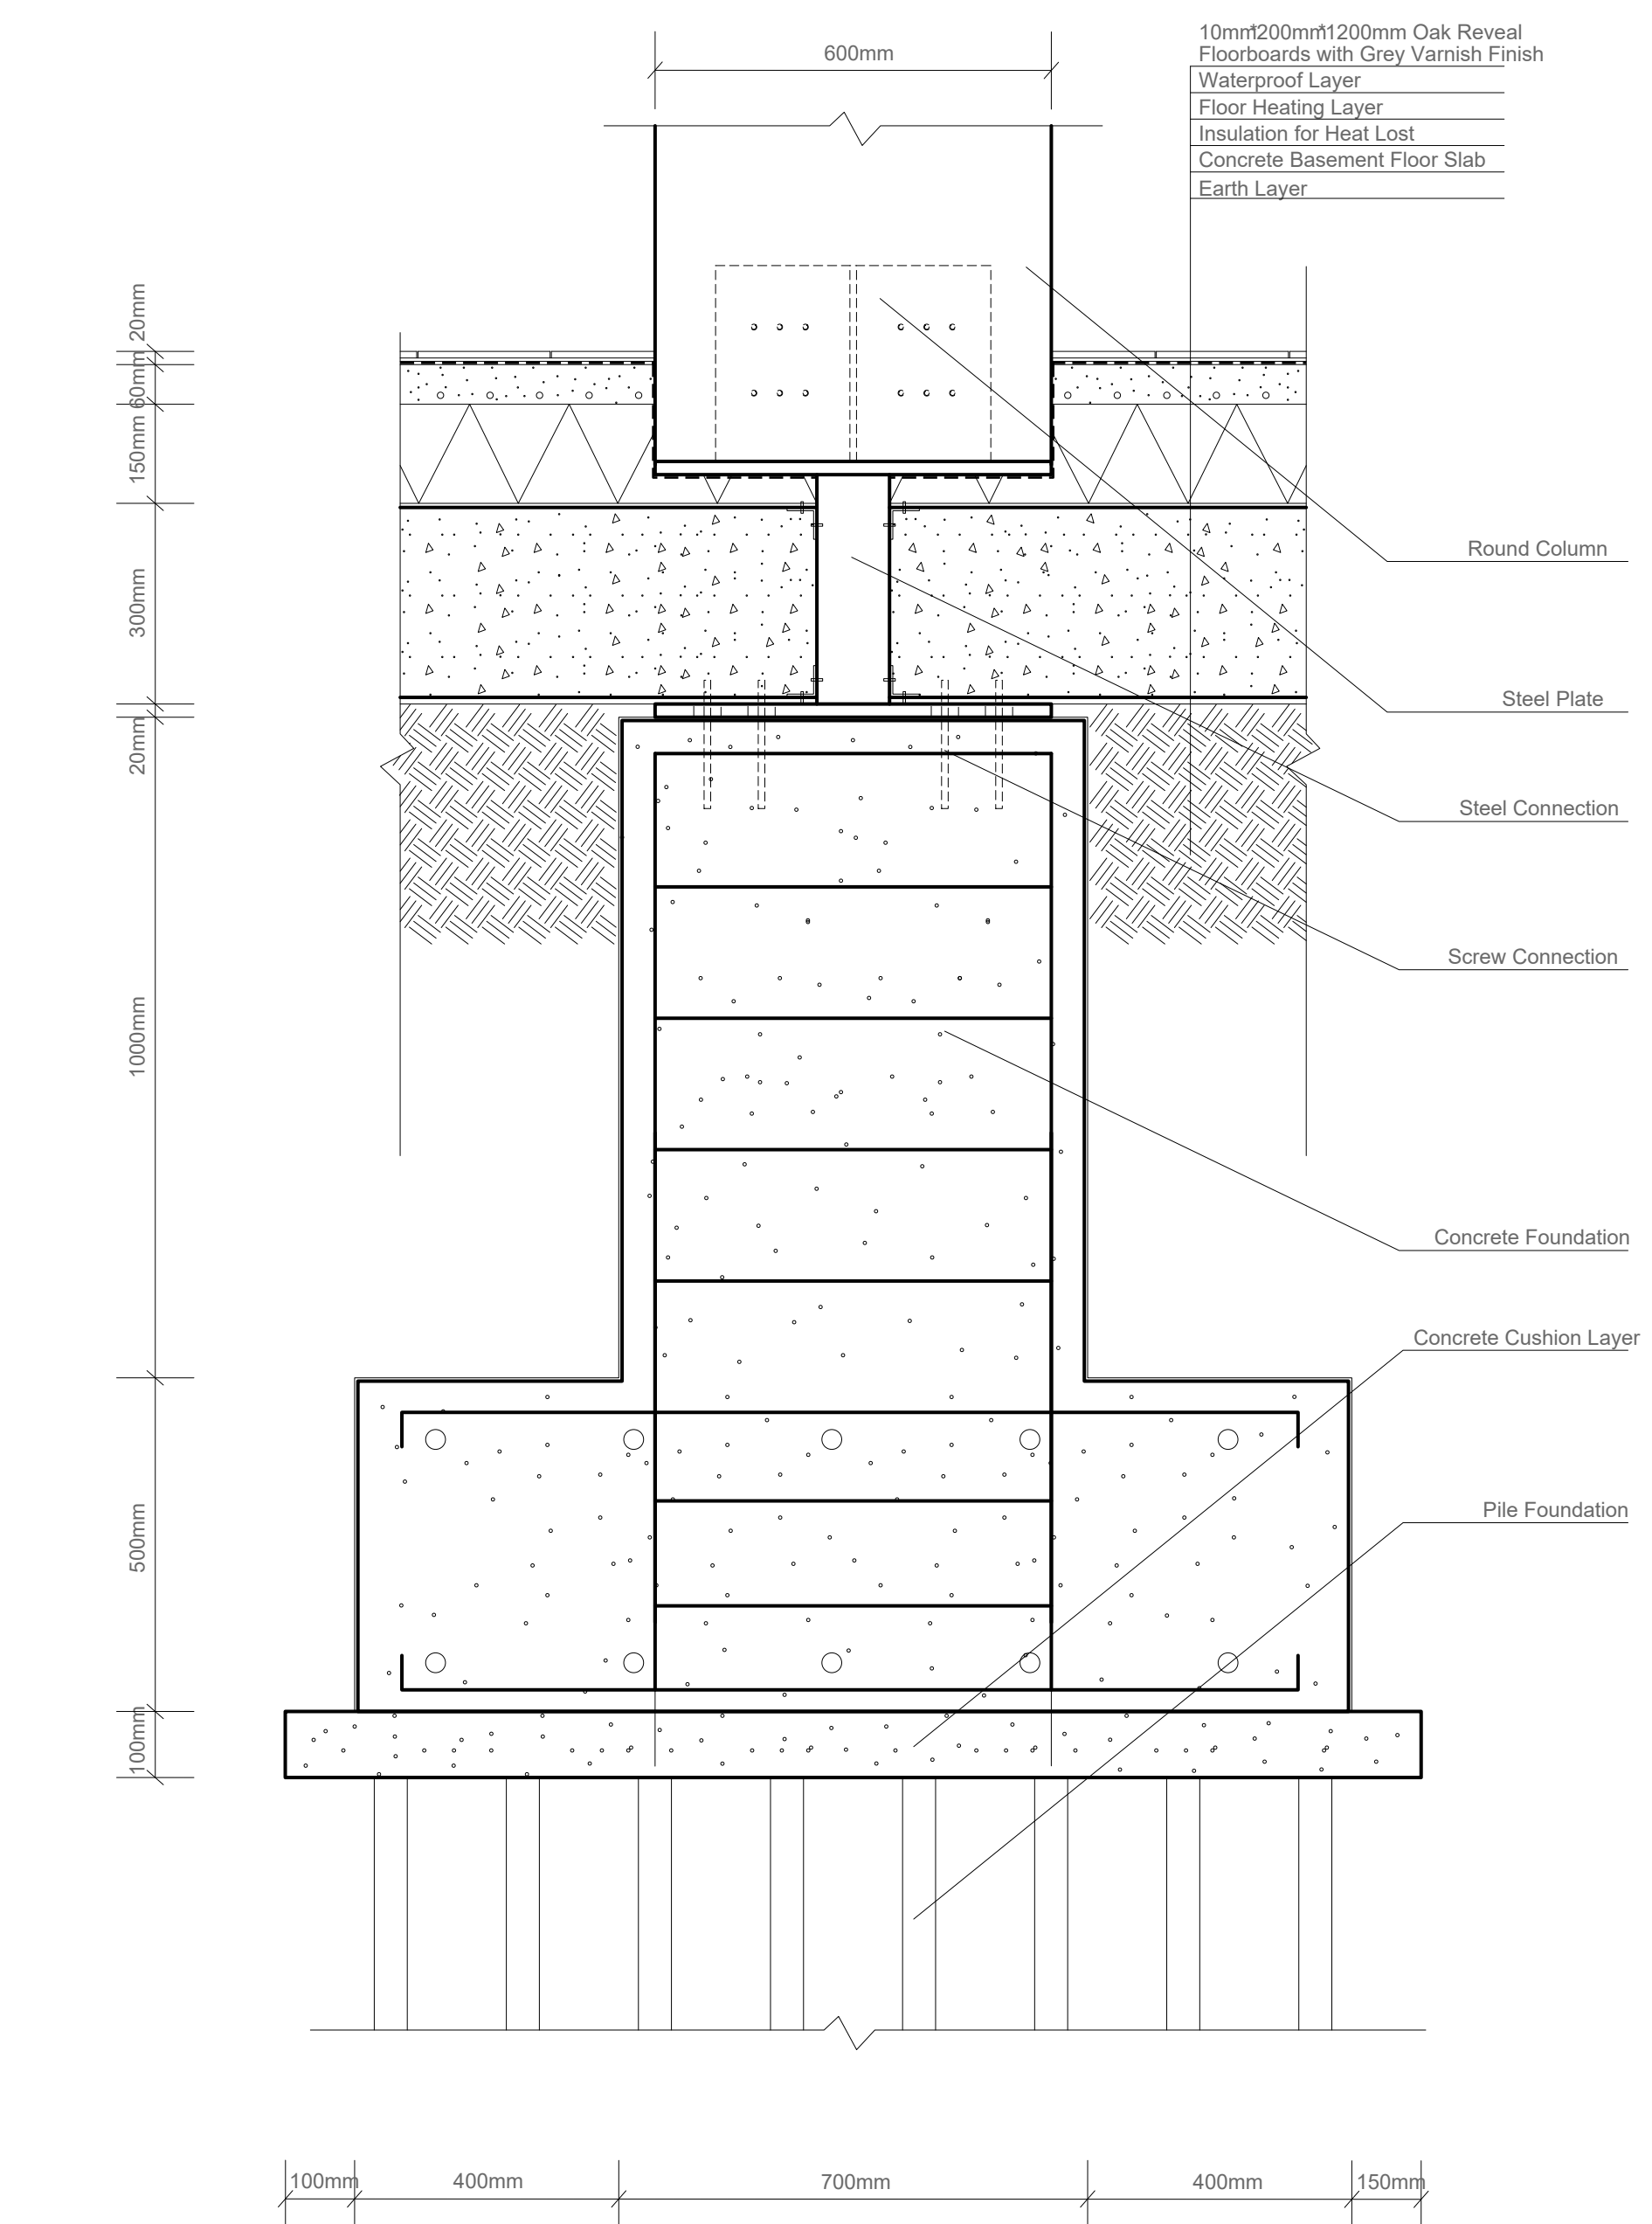 10mm*200mm*1200mm Oak Reveal
Floorboards with Grey Varnish Finish
Waterproof Layer
Floor Heating Layer
Insulation for Heat Lost
Concrete Basement Floor Slab
Earth Layer
600mm
20mm
60mm
150mm
300mm
20mm
1000mm
500mm
100mm
Round Column
Steel Plate
Steel Connection
Screw Connection
Concrete Foundation
Concrete Cushion Layer
Pile Foundation
100mm
400mm
700mm
400mm
150mm